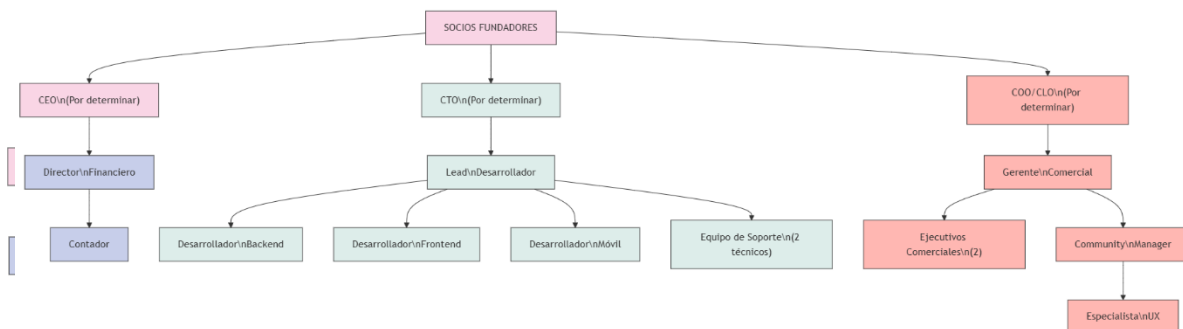 SOCIOS FUNDADORES
CEO\n(Por determinar)
CTO\n(Por determinar)
COO/CLO\n(Por
determinar)
Director\nFinanciero
Lead\nDesarrollador
Gerente\nComercial
Contador
Desarrollador\nBackend
Desarrollador\nFrontend
Desarrollador\nMóvil
Equipo de Soporte\n(2
técnicos)
Ejecutivos
Comerciales\n(2)
Community\nManager
Especialista\nUX